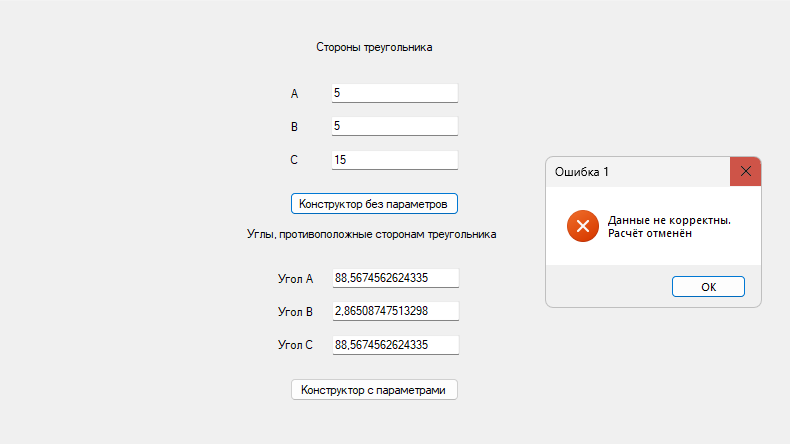 Стороны треугольника
A 5
B 5
C 15
Ошибка 1
Данные не корректны.
Расчёт отменён
ОК
Конструктор без параметров
Углы, противоположные сторонам треугольника
Угол A 88,5674562624335
Угол B 2,86508747513298
Угол C 88,5674562624335
Конструктор с параметрами